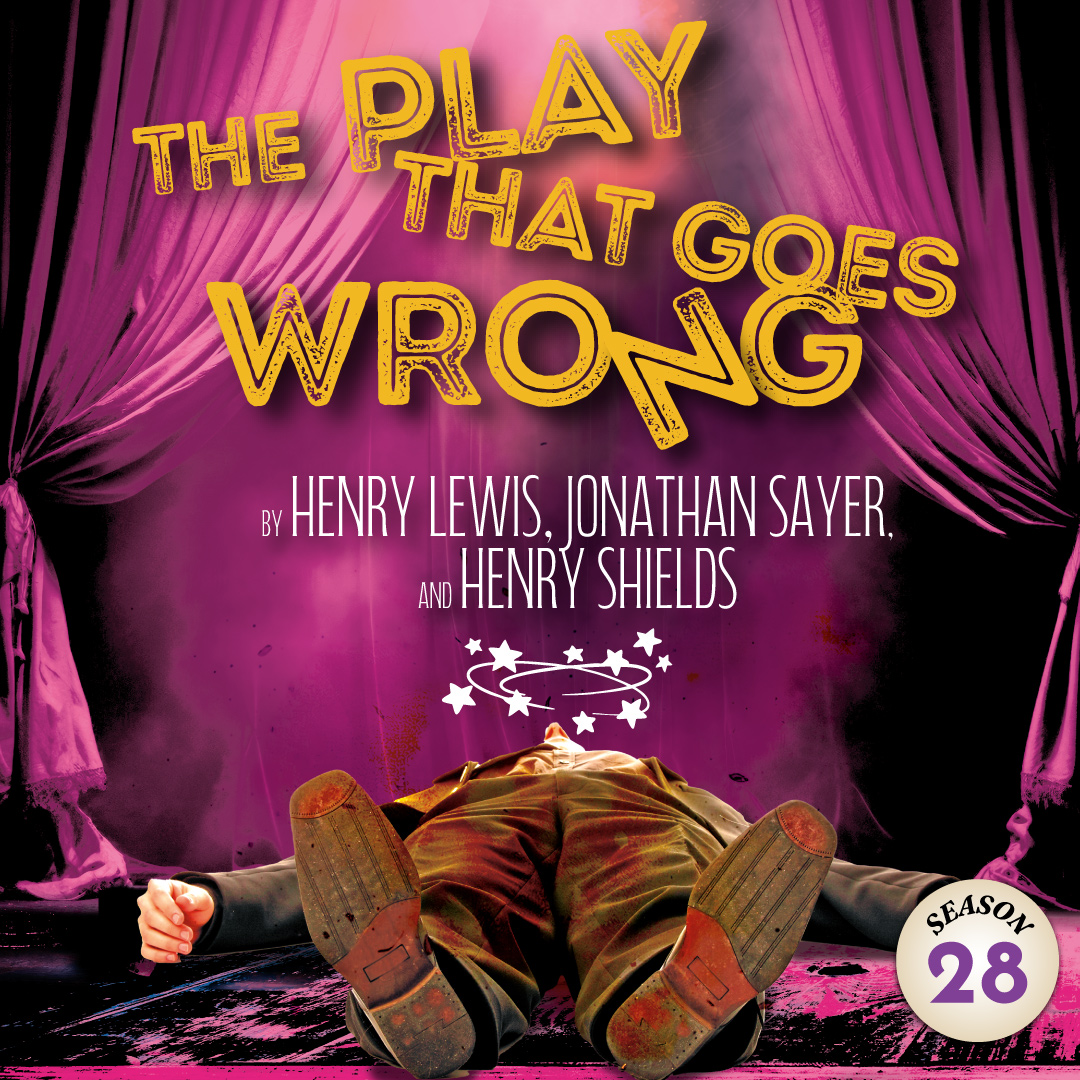 THE PLAY
THAT GOES
WRONG
BY HENRY LEWIS, JONATHAN SAYER,
AND HENRY SHIELDS
SEASON
28